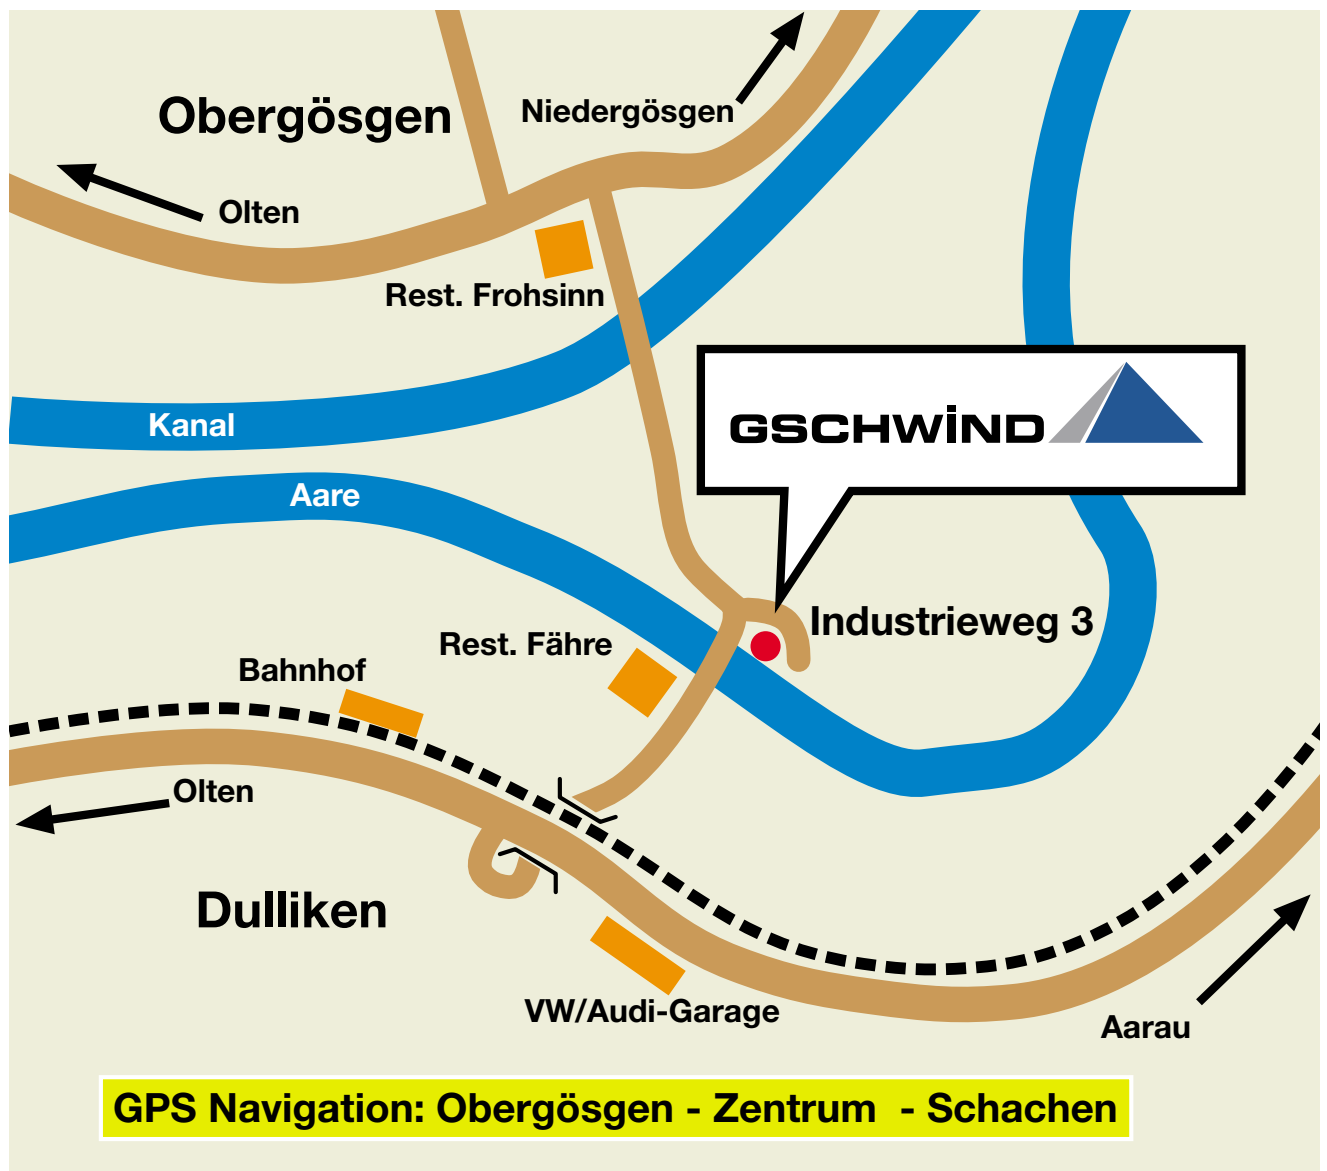 Obergösgen
Niedergösgen
Olten
Rest. Frohsinn
Kanal
GSCHWIND
Aare
Industrieweg 3
Rest. Fähre
Bahnhof
Olten
Dulliken
VW/Audi-Garage
Aarau
GPS Navigation: Obergösgen - Zentrum - Schachen